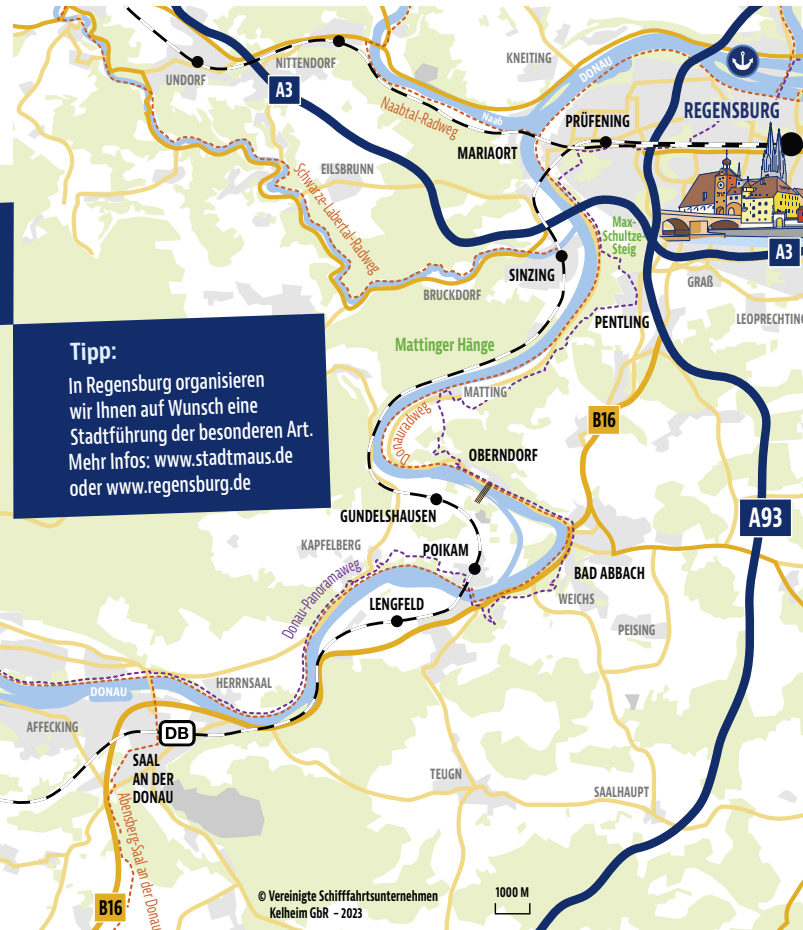 KNEITING
NITTENDORF
UNDORF
A3
DONAU
Naab
Naabtal-Radweg
PRÜFENING
REGENSBURG
MARIAORT
EILSBRUNN
Schwarze-Labertal-Radweg
Max-
Schultze-
Steig
A3
SINZING
GRAß
BRUCKDORF
PENTLING
LEOPRECHTING
Tipp:
In Regensburg organisieren
wir Ihnen auf Wunsch eine
Stadtführung der besonderen Art.
Mehr Infos: www.stadtmaus.de
oder www.regensburg.de
Mattinger Hänge
MATTING
Donauradweg
B16
OBERNDORF
GUNDELSHAUSEN
A93
KAPFELBERG
POIKAM
BAD ABBACH
Donau-Panoramaweg
LENGFELD
WEICHS
PEISING
HERRNSAAL
DONAU
AFFECKING
DB
SAAL
AN DER
DONAU
TEUGN
SAALHAUPT
Abensberg-Saal an der Donau
B16
© Vereinigte Schifffahrtsunternehmen
Kelheim GbR – 2023
1000 M